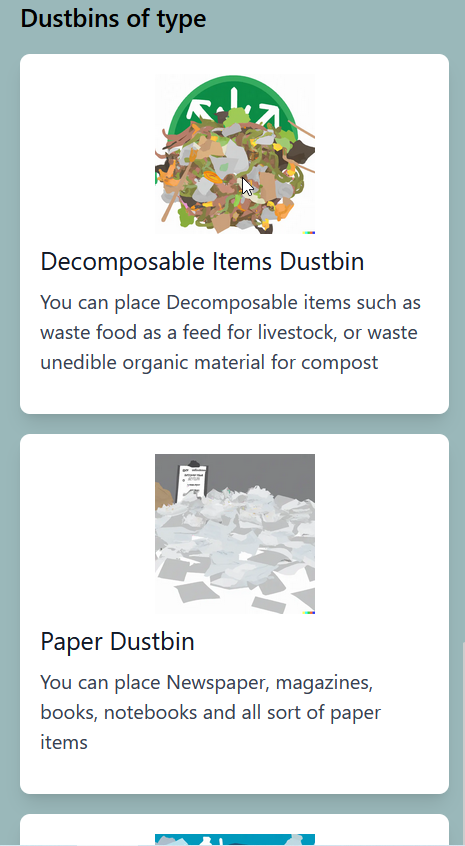 Dustbins of type
Decomposable Items Dustbin
You can place Decomposable items such as
waste food as a feed for livestock, or waste
unedible organic material for compost
Paper Dustbin
You can place Newspaper, magazines,
books, notebooks and all sort of paper
items